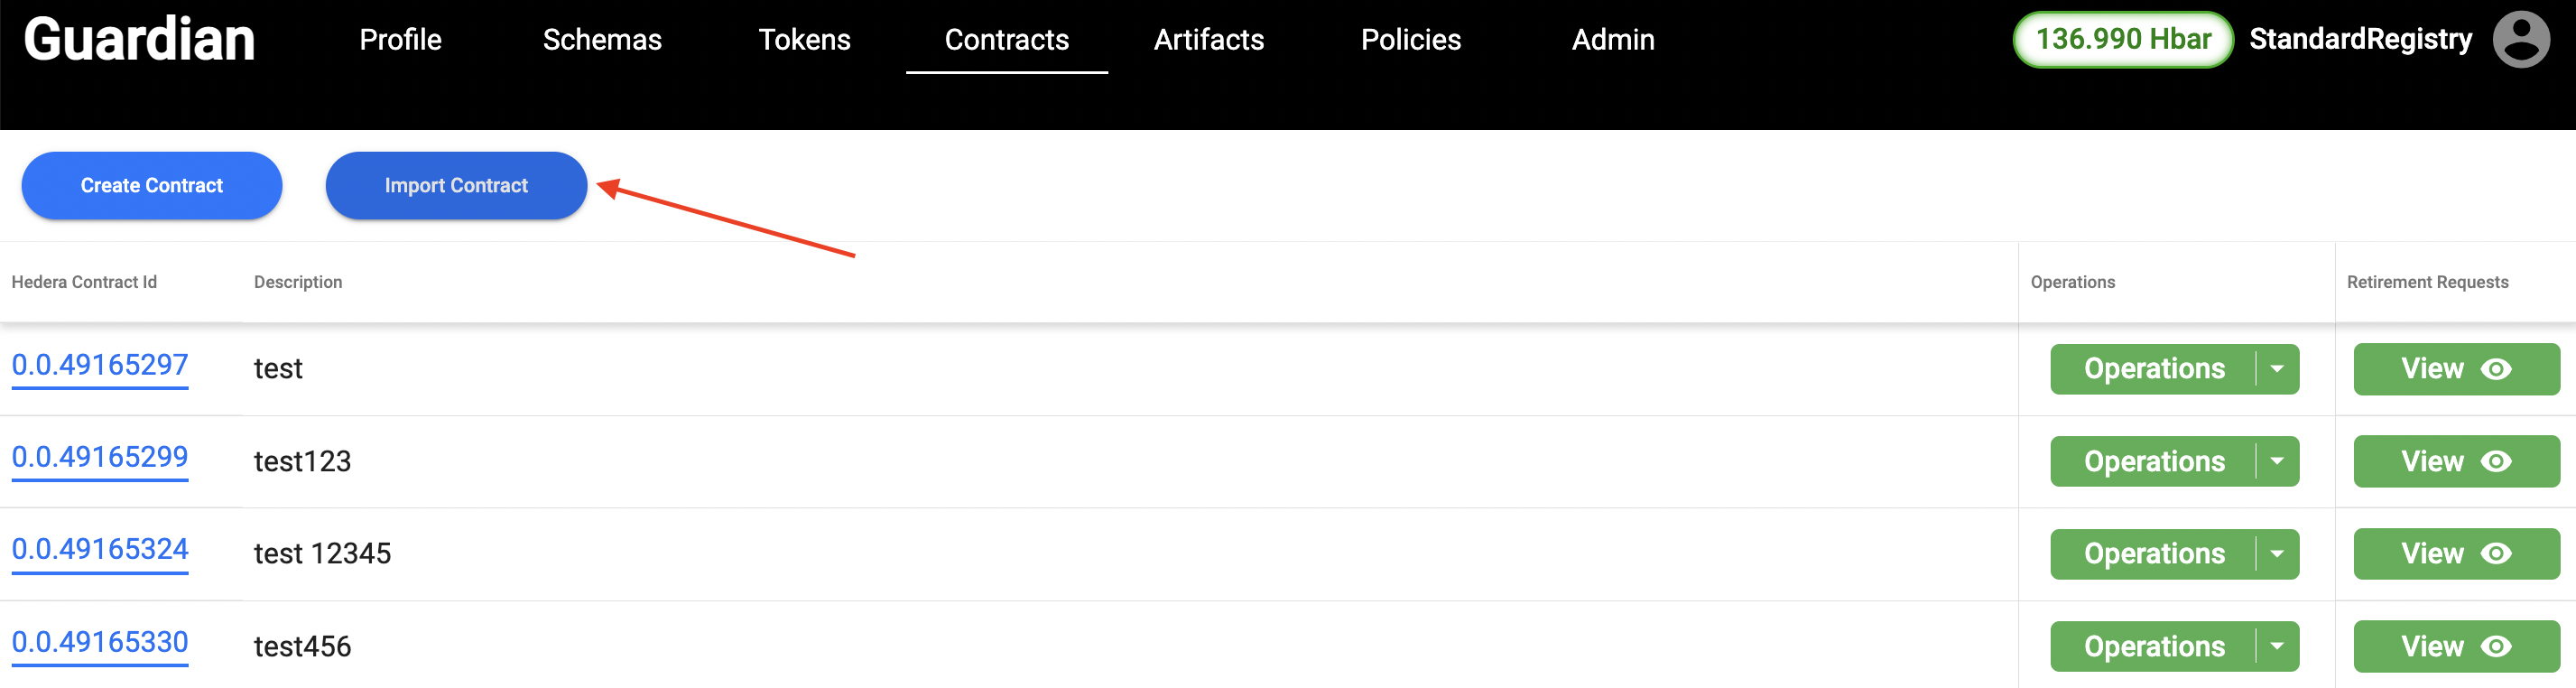 Guardian Profile Schemas Tokens Contracts Artifacts Policies Admin 136.990 Hbar StandardRegistry
Create Contract Import Contract
Hedera Contract Id Description Operations Retirement Requests
0.0.49165297 test Operations View
0.0.49165299 test123 Operations View
0.0.49165324 test 12345 Operations View
0.0.49165330 test456 Operations View